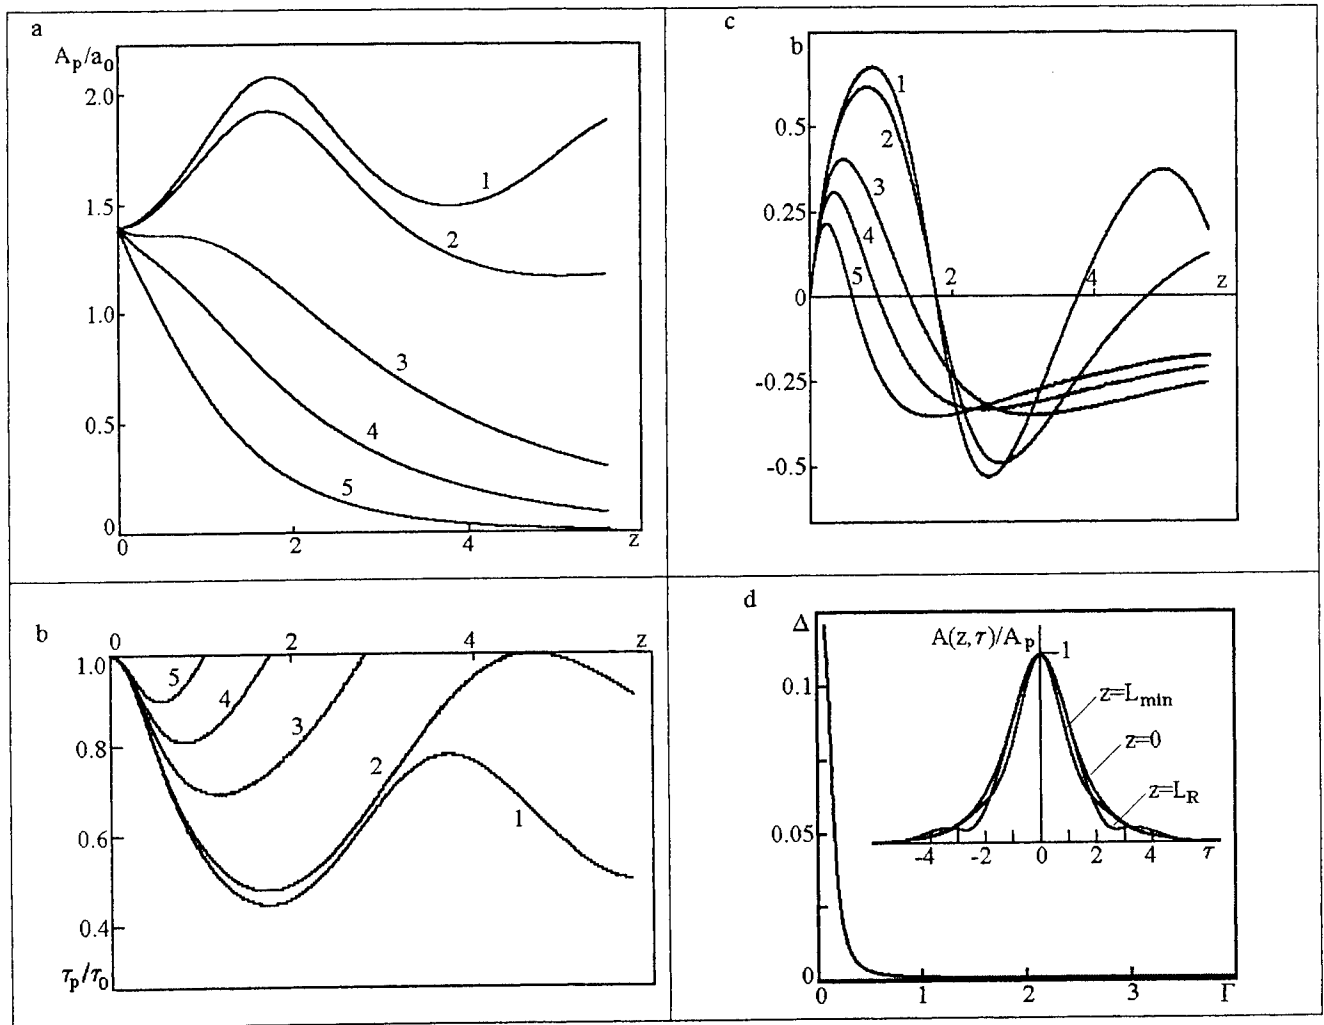 a
A_p/a_0
2.0
1.5
1.0
0.5
0
0 2 4 z
1
2
3
4
5
c
b
0.5
0.25
0
-0.25
-0.5
1
2
3
4
5
2 4 z
b
0 2 4 z
1.0
0.8
0.6
0.4
τ_p/τ_0
5
4
3
2
1
d
Δ
0.1
0.05
0
0 1 2 3 Γ
A(z,τ)/A_p
1
z=L_min
z=0
z=L_R
-4 -2 0 2 4 τ